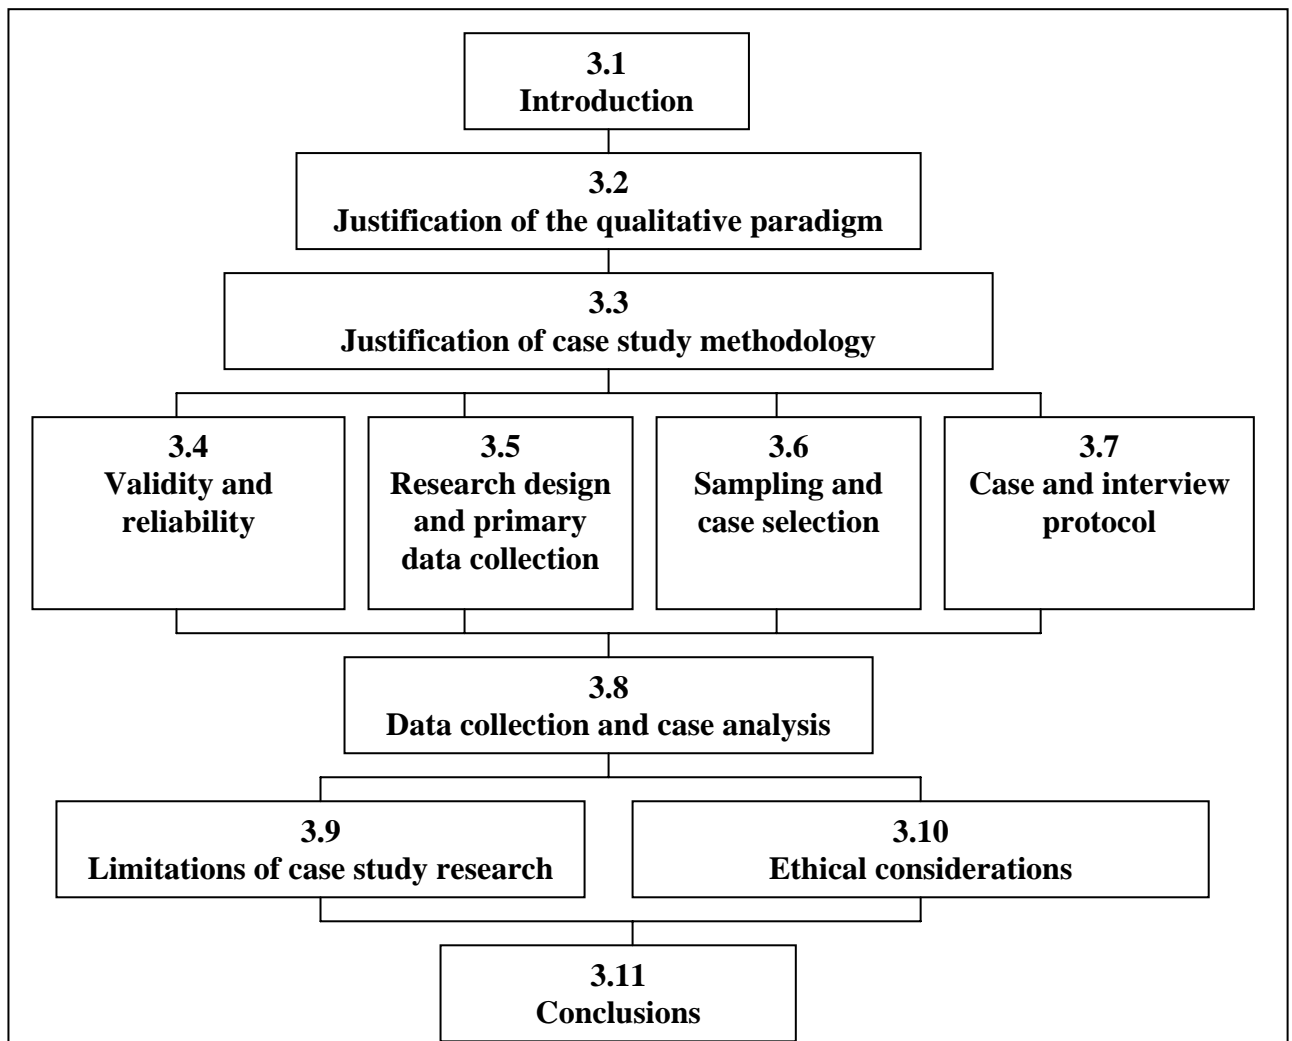 3.1
Introduction
3.2
Justification of the qualitative paradigm
3.3
Justification of case study methodology
3.4
Validity and
reliability
3.5
Research design
and primary
data collection
3.6
Sampling and
case selection
3.7
Case and interview
protocol
3.8
Data collection and case analysis
3.9
Limitations of case study research
3.10
Ethical considerations
3.11
Conclusions